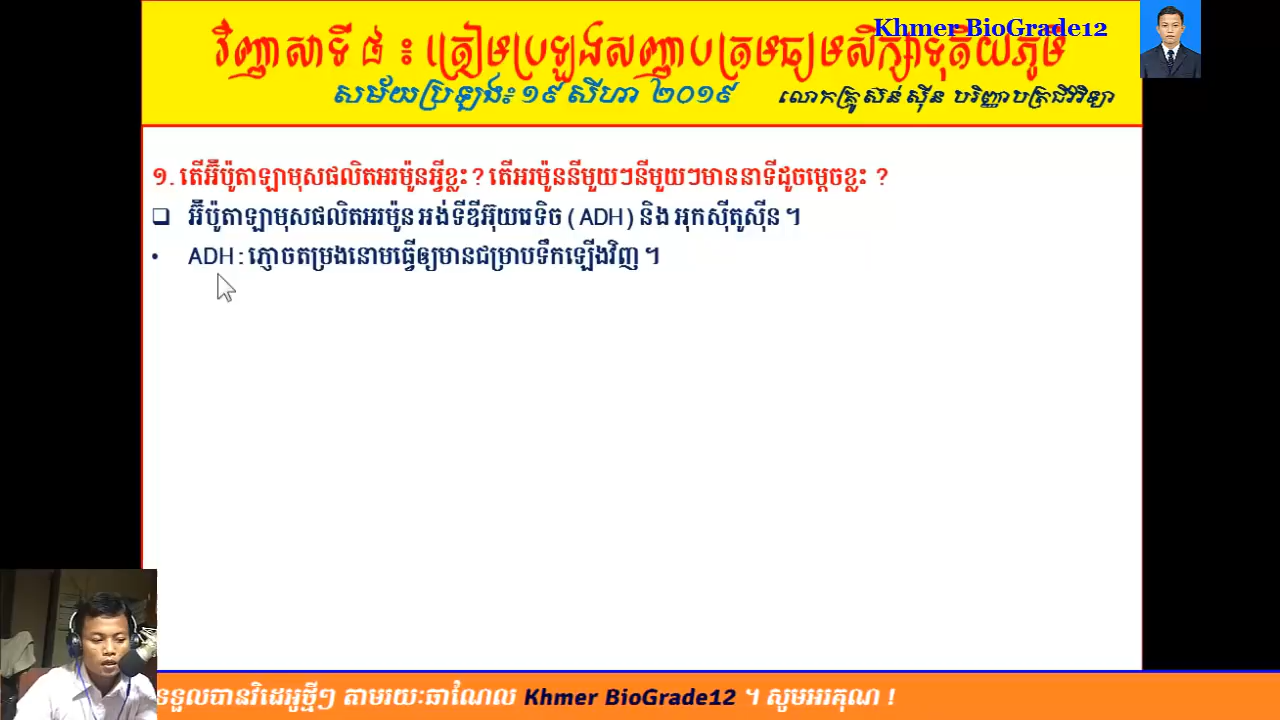 វិញ្ញាសាទី ៥ ៖ ត្រៀមប្រឡងសញ្ញាបត្រមធ្យមសិក្សាទុតិយភូមិ
Khmer BioGrade12
សម័យប្រឡង៖ ១៩ សីហា ២០១៩
លោកគ្រូ ស៊ន់ ស៊ីន បរិញ្ញាបត្រជីវវិទ្យា
១. តើអ៊ីប៉ូតាឡាមុសផលិតអរម៉ូនអ្វីខ្លះ ? តើអរម៉ូននីមួយៗនីមួយៗមាននាទីដូចម្តេចខ្លះ ?
❑ អ៊ីប៉ូតាឡាមុសផលិតអរម៉ូន អង់ទីឌីអ៊ុយរេទិច ( ADH ) និង អុកស៊ីតូស៊ីន ។
• ADH : ភ្ញោចតម្រងនោមធ្វើឲ្យមានជម្រាបទឹកឡើងវិញ ។
ទទួលបានវិដេអូថ្មីៗ តាមរយៈឆាណែល Khmer BioGrade12 ។ សូមអរគុណ !